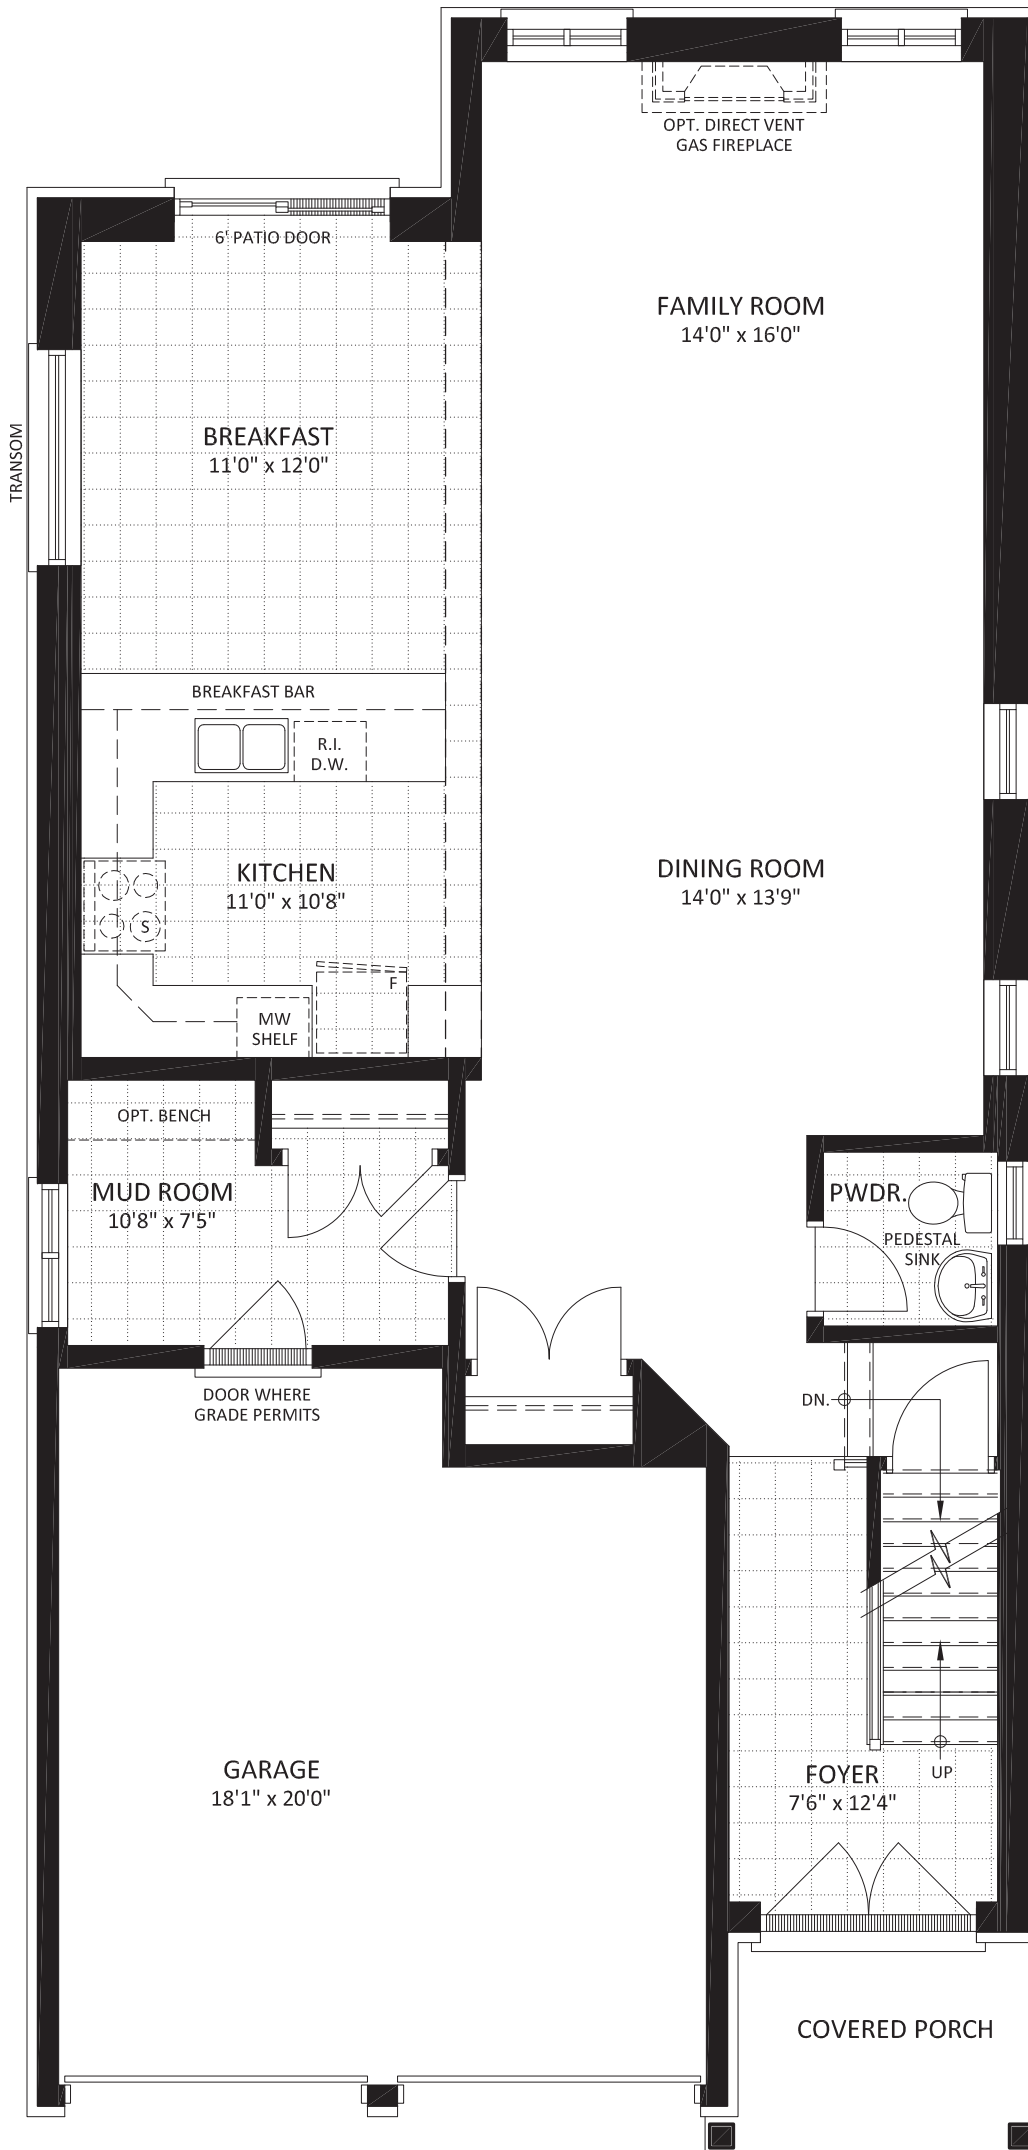 OPT. DIRECT VENT
GAS FIREPLACE
6' PATIO DOOR
FAMILY ROOM
14'0" x 16'0"
TRANSOM
BREAKFAST
11'0" x 12'0"
BREAKFAST BAR
R.I.
D.W.
KITCHEN
11'0" x 10'8"
S
DINING ROOM
14'0" x 13'9"
F
MW
SHELF
OPT. BENCH
MUD ROOM
10'8" x 7'5"
PWDR.
PEDESTAL
SINK
DOOR WHERE
GRADE PERMITS
DN.
GARAGE
18'1" x 20'0"
FOYER
7'6" x 12'4"
UP
COVERED PORCH